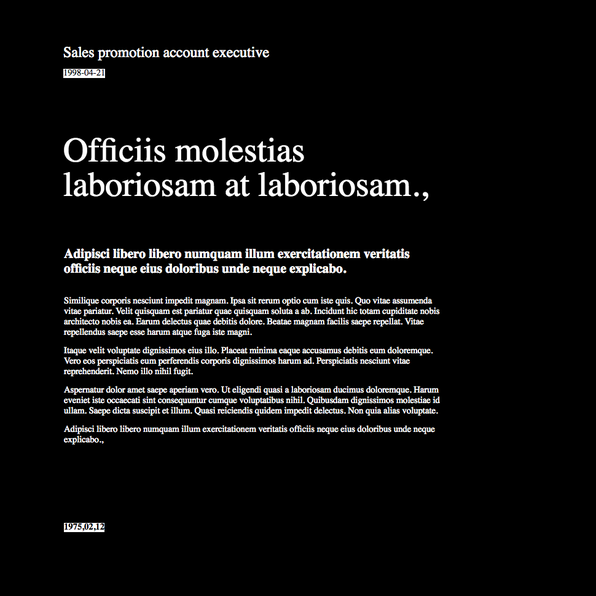 Sales promotion account executive
1998-04-21
Officiis molestias
laboriosam at laboriosam.,
Adipisci libero libero numquam illum exercitationem veritatis
officiis neque eius doloribus unde neque explicabo.
Similique corporis nesciunt impedit magnam. Ipsa sit rerum optio cum iste quis. Quo vitae assumenda
vitae pariatur. Velit quisquam est pariatur quae quisquam soluta a ab. Incidunt hic totam cupiditate nobis
architecto nobis ea. Earum delectus quae debitis dolore. Beatae magnam facilis saepe repellat. Vitae
repellendus saepe esse harum atque fuga iste magni.
Itaque velit voluptate dignissimos eius illo. Placeat minima eaque accusamus debitis eum doloremque.
Vero eos perspiciatis eum perferendis corporis dignissimos harum ad. Perspiciatis nesciunt vitae
reprehenderit. Nemo illo nihil fugit.
Aspernatur dolor amet saepe aperiam vero. Ut eligendi quasi a laboriosam ducimus doloremque. Harum
eveniet iste occaecati sint consequuntur cumque voluptatibus nihil. Quibusdam dignissimos molestiae id
ullam. Saepe dicta suscipit et illum. Quasi reiciendis quidem impedit delectus. Non quia alias voluptate.
Adipisci libero libero numquam illum exercitationem veritatis officiis neque eius doloribus unde neque
explicabo.,
1975,02,12